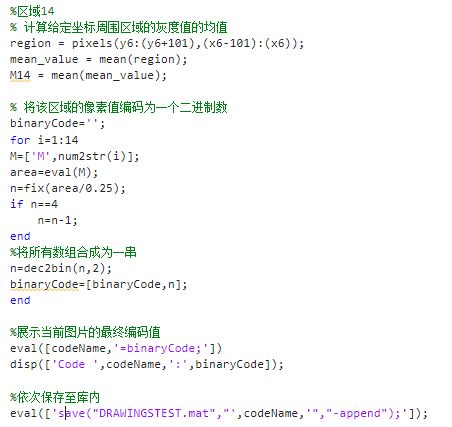 %区域14
% 计算给定坐标周围区域的灰度值的均值
region = pixels(y6:(y6+101),(x6-101):(x6));
mean_value = mean(region);
M14 = mean(mean_value);
% 将该区域的像素值编码为一个二进制数
binaryCode='';
for i=1:14
M=['M',num2str(i)];
area=eval(M);
n=fix(area/0.25);
if n==4
n=n-1;
end
%将所有数组合成为一串
n=dec2bin(n,2);
binaryCode=[binaryCode,n];
end
%展示当前图片的最终编码值
eval([codeName,'=binaryCode;'])
disp(['Code ',codeName,':',binaryCode]);
%依次保存至库内
eval(['save("DRAWINGSTEST.mat","',codeName,'","-append");']);